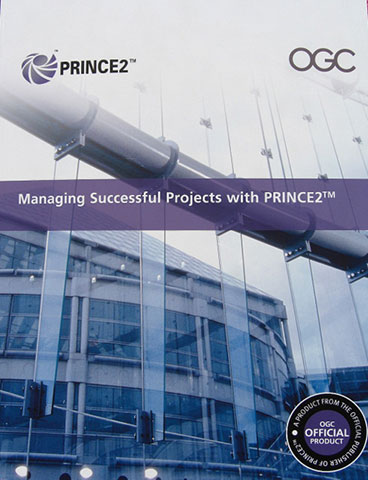 PRINCE2™
OGC
Managing Successful Projects with PRINCE2™
A PRODUCT FROM THE OFFICIAL PUBLISHER OF PRINCE2™
OGC
OFFICIAL
PRODUCT